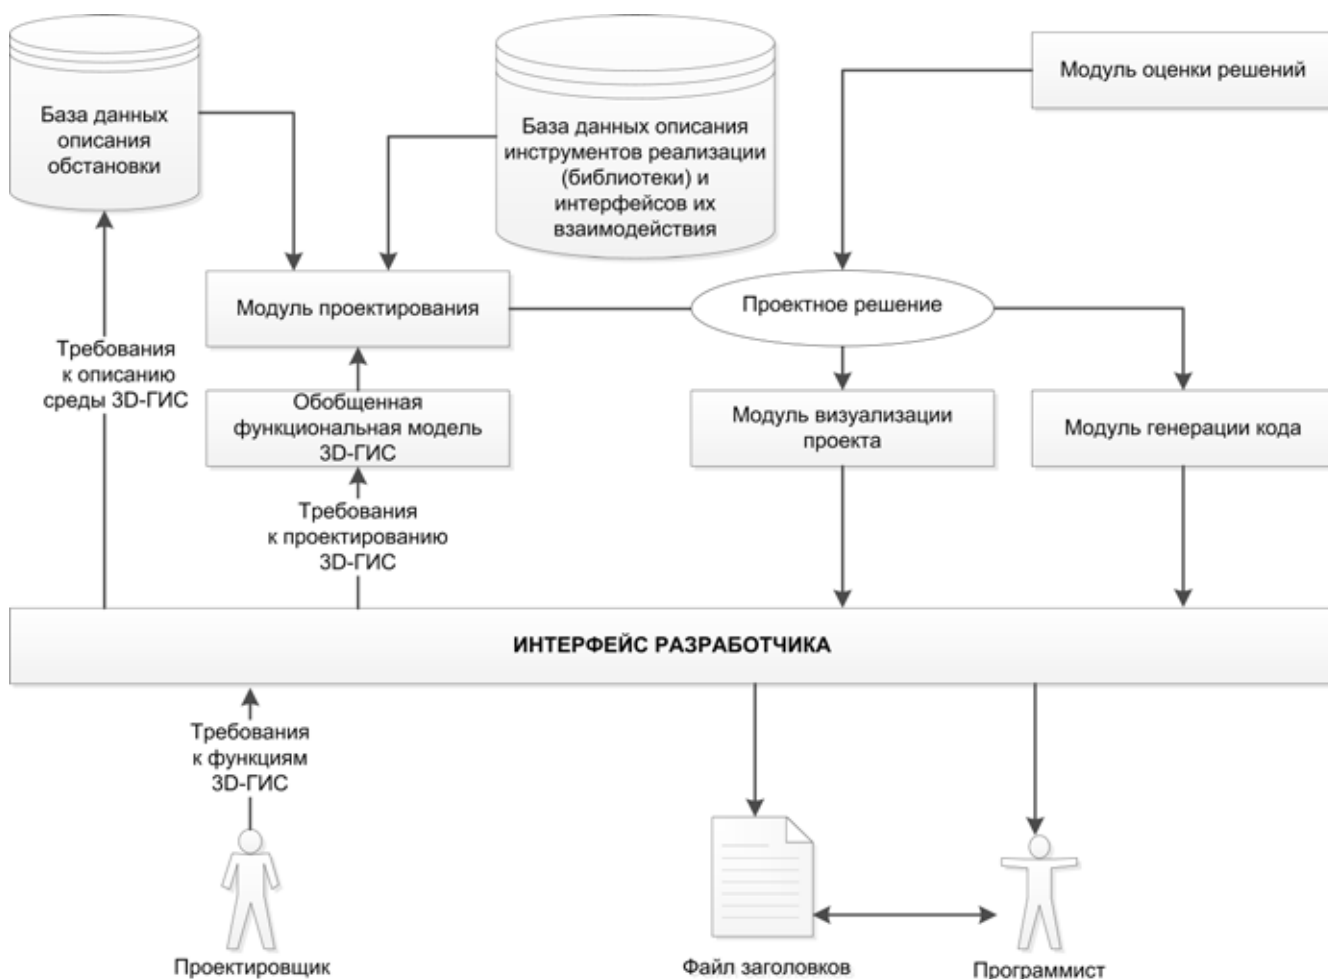 База данных
описания
обстановки
База данных описания
инструментов реализации
(библиотеки) и
интерфейсов их
взаимодействия
Модуль оценки решений
Модуль проектирования
Проектное решение
Требования
к описанию
среды 3D-ГИС
Обобщенная
функциональная модель
3D-ГИС
Модуль визуализации
проекта
Модуль генерации кода
Требования
к проектированию
3D-ГИС
ИНТЕРФЕЙС РАЗРАБОТЧИКА
Требования
к функциям
3D-ГИС
Проектировщик
Файл заголовков
Программист